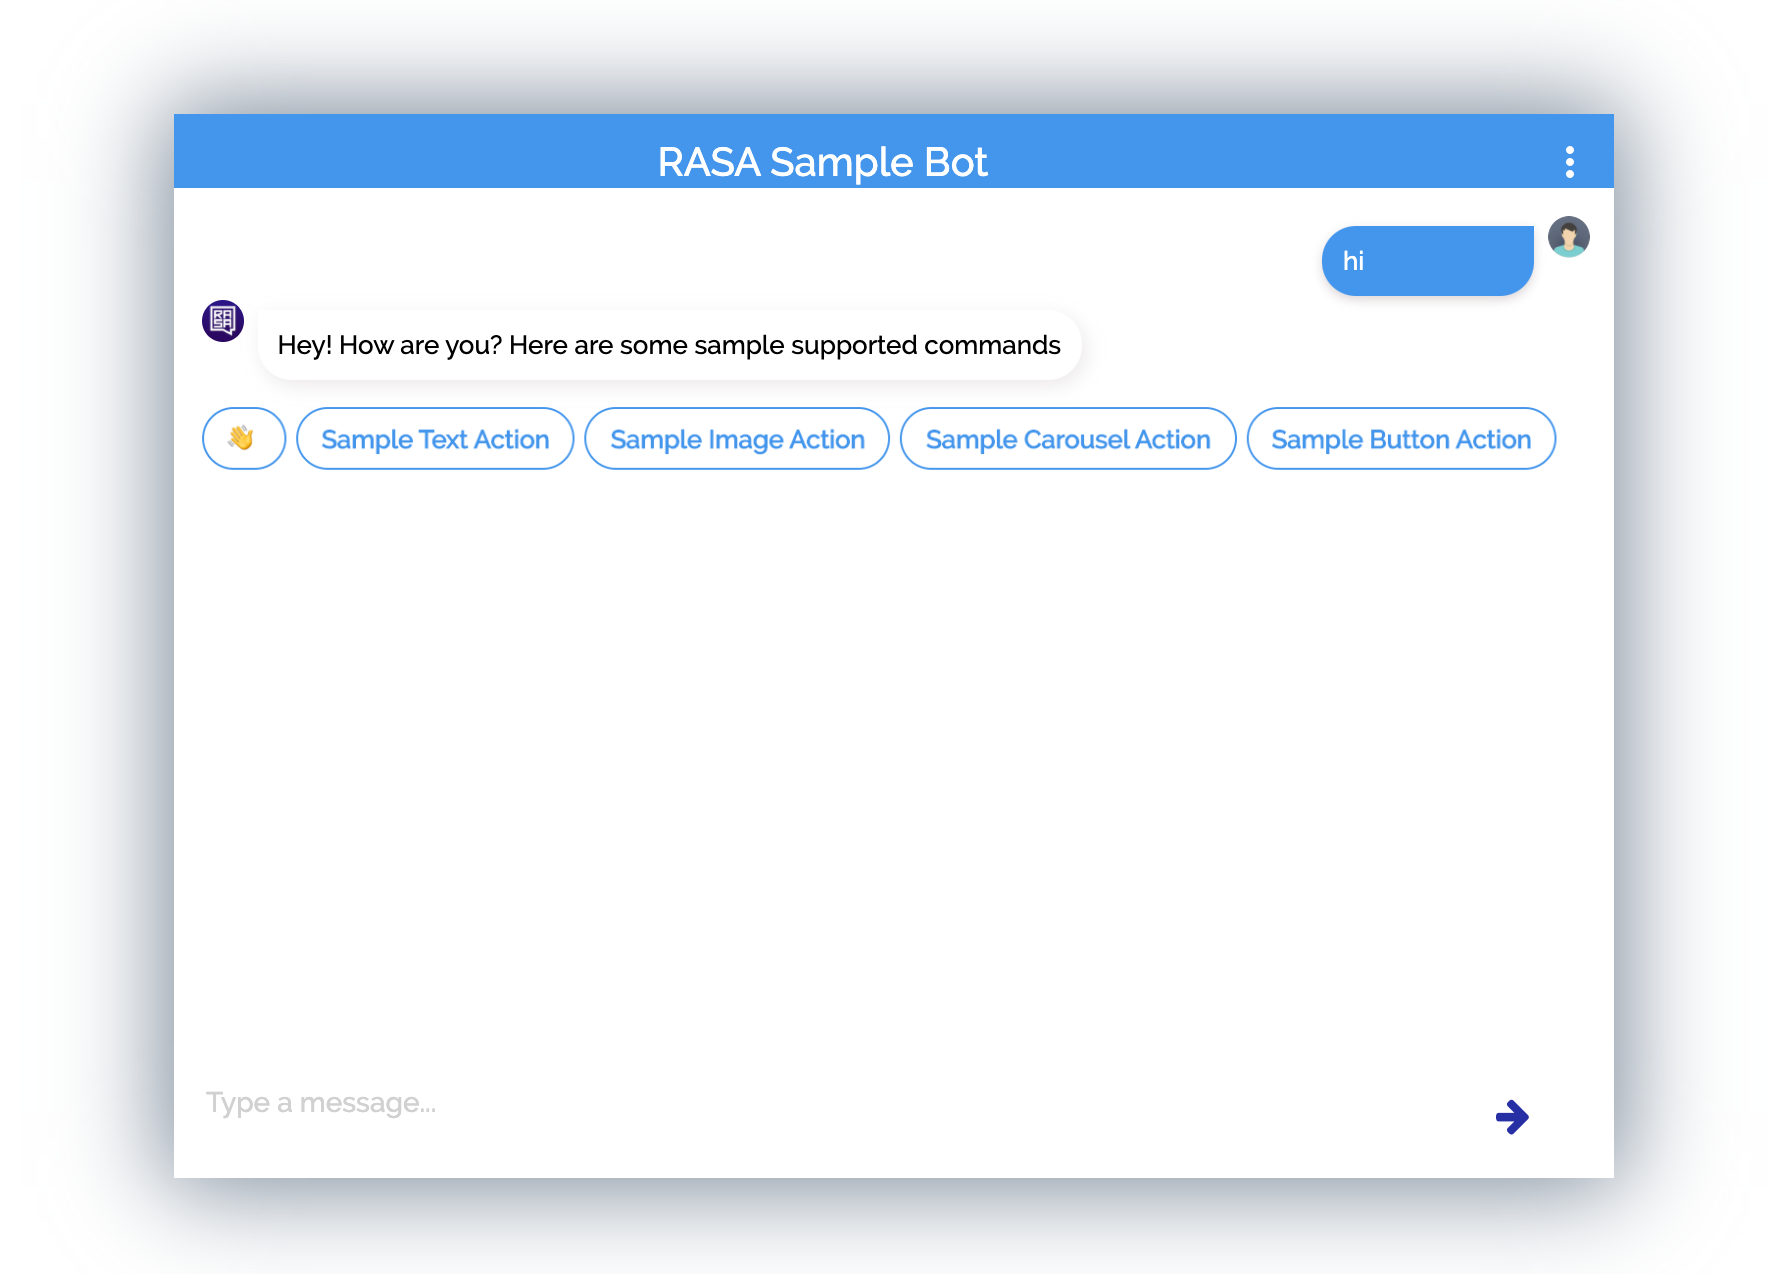 RASA Sample Bot
hi
RASA
Hey! How are you? Here are some sample supported commands
👋 Sample Text Action Sample Image Action Sample Carousel Action Sample Button Action
Type a message...